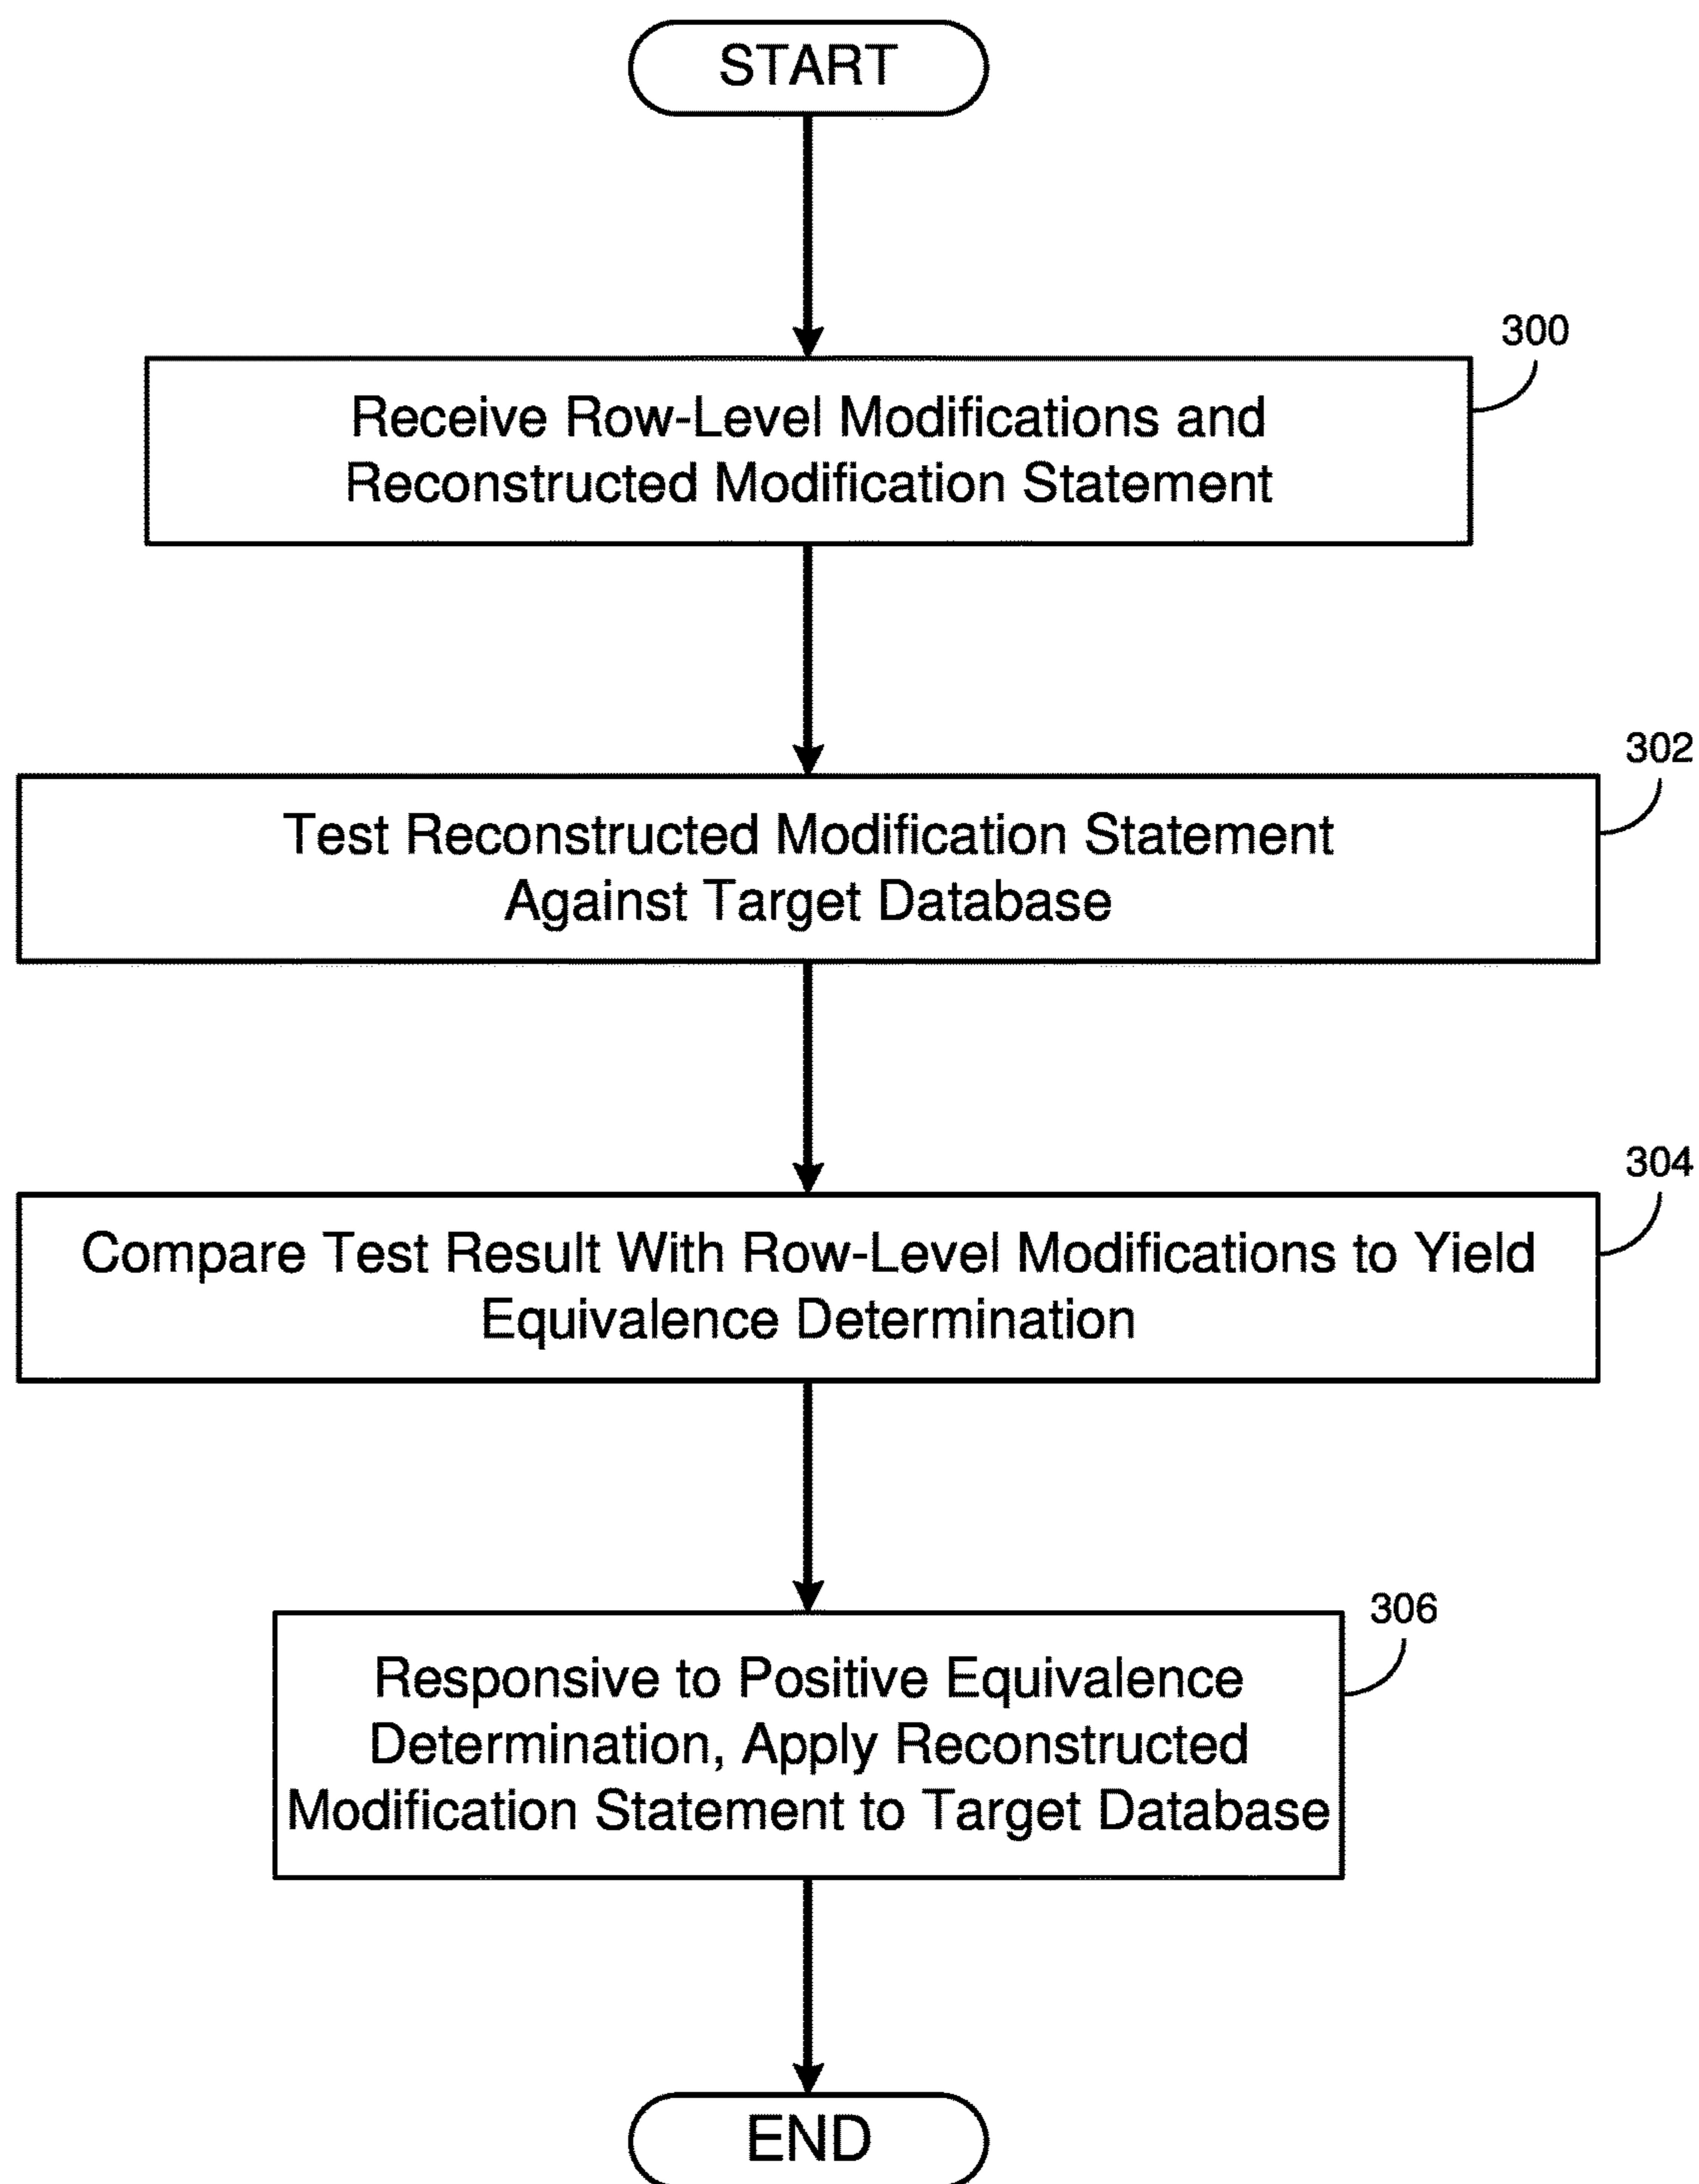 START
300
Receive Row-Level Modifications and
Reconstructed Modification Statement
302
Test Reconstructed Modification Statement
Against Target Database
304
Compare Test Result With Row-Level Modifications to Yield
Equivalence Determination
306
Responsive to Positive Equivalence
Determination, Apply Reconstructed
Modification Statement to Target Database
END